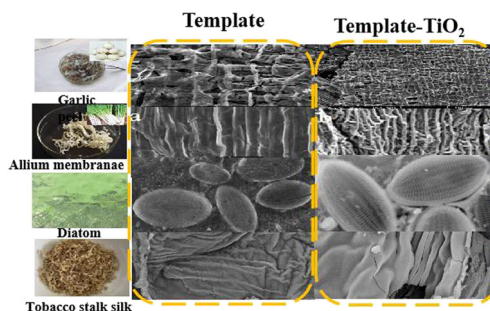 Template
Template-TiO₂
Garlic
peel
a
Allium membranae
Diatom
Tobacco stalk silk